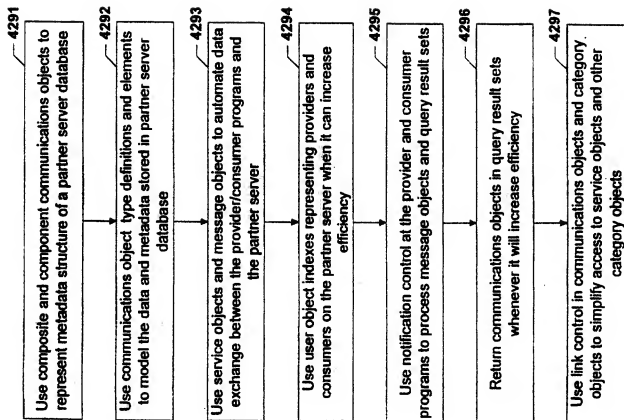 4291
Use composite and component communications objects to
represent metadata structure of a partner server database
4292
Use communications object type definitions and elements
to model the data and metadata stored in partner server
database
4293
Use service objects and message objects to automate data
exchange between the provider/consumer programs and
the partner server
4294
Use user object indexes representing providers and
consumers on the partner server when it can increase
efficiency
4295
Use notification control at the provider and consumer
programs to process message objects and query result sets
4296
Return communications objects in query result sets
whenever it will increase efficiency
4297
Use link control in communications objects and category
objects to simplify access to service objects and other
category objects